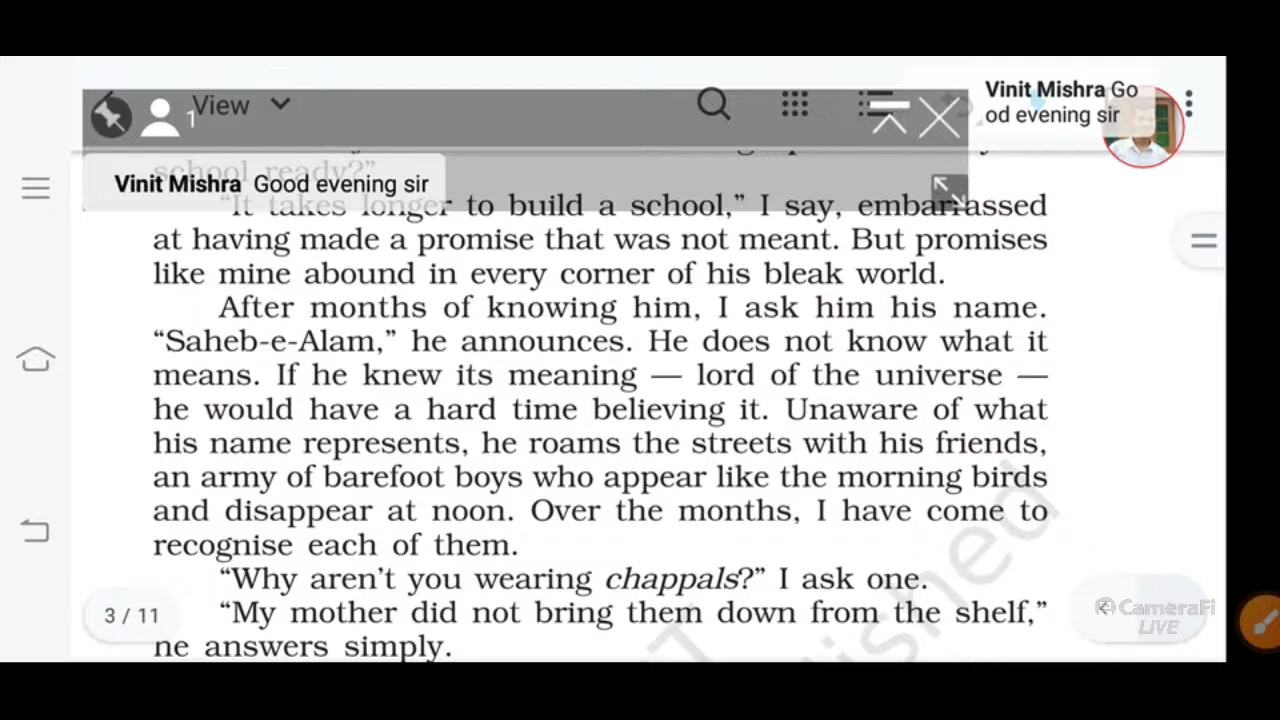 Vinit Mishra Go
od evening sir
View
1
school ready?”
Vinit Mishra Good evening sir
“It takes longer to build a school,” I say, embarrassed
at having made a promise that was not meant. But promises
like mine abound in every corner of his bleak world.
After months of knowing him, I ask him his name.
“Saheb-e-Alam,” he announces. He does not know what it
means. If he knew its meaning — lord of the universe —
he would have a hard time believing it. Unaware of what
his name represents, he roams the streets with his friends,
an army of barefoot boys who appear like the morning birds
and disappear at noon. Over the months, I have come to
recognise each of them.
“Why aren’t you wearing chappals?” I ask one.
“My mother did not bring them down from the shelf,”
he answers simply.
3 / 11
CameraFi
LIVE